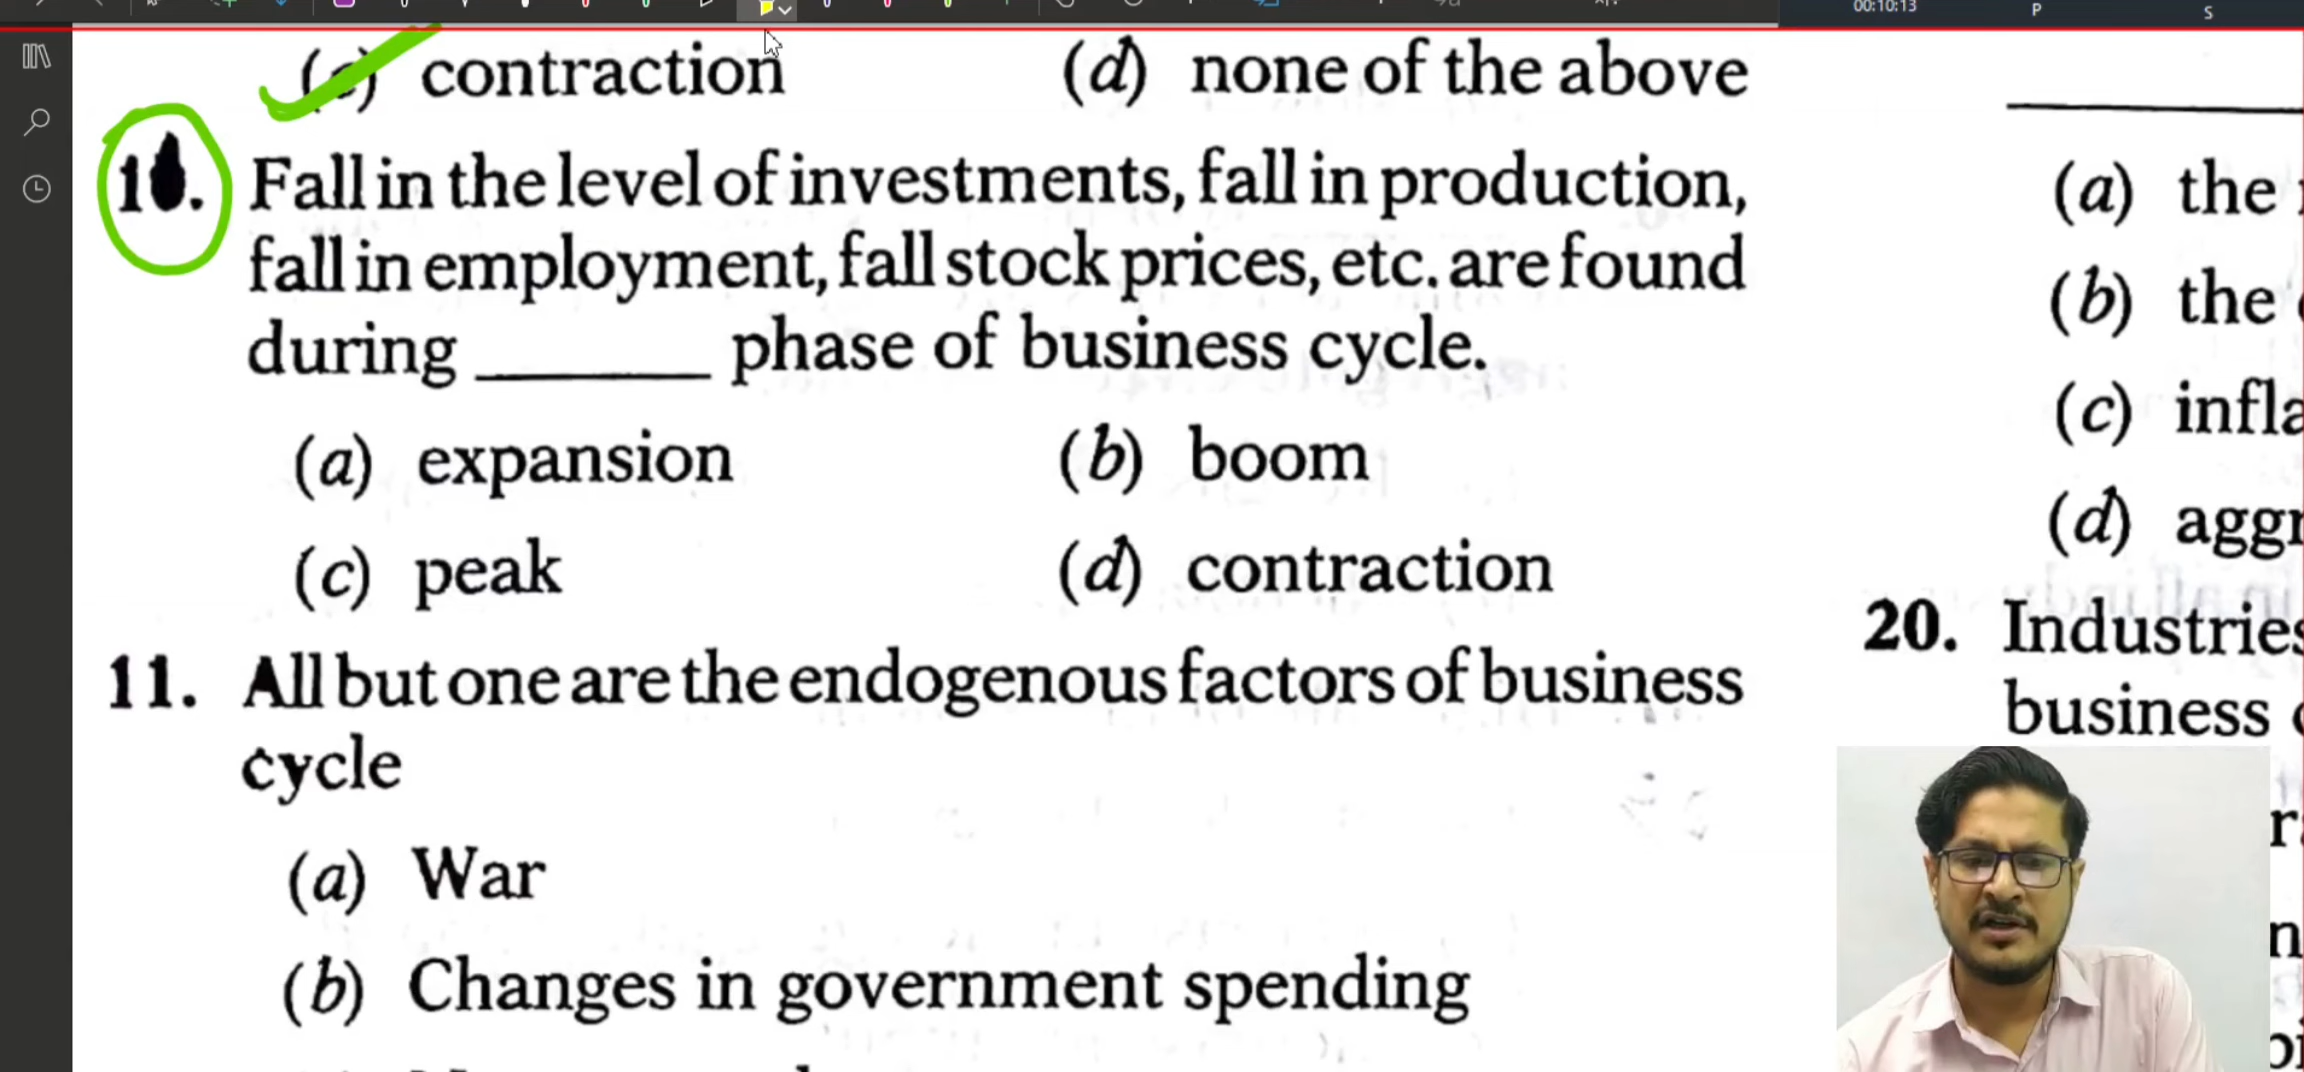 00:10:13
P
S
(c) contraction
(d) none of the above
10. Fall in the level of investments, fall in production,
fall in employment, fall stock prices, etc. are found
during ______ phase of business cycle.
(a) expansion
(b) boom
(c) peak
(d) contraction
11. All but one are the endogenous factors of business
cycle
(a) War
(b) Changes in government spending
(a) the
(b) the
(c) infla
(d) aggr
20. Industries
business